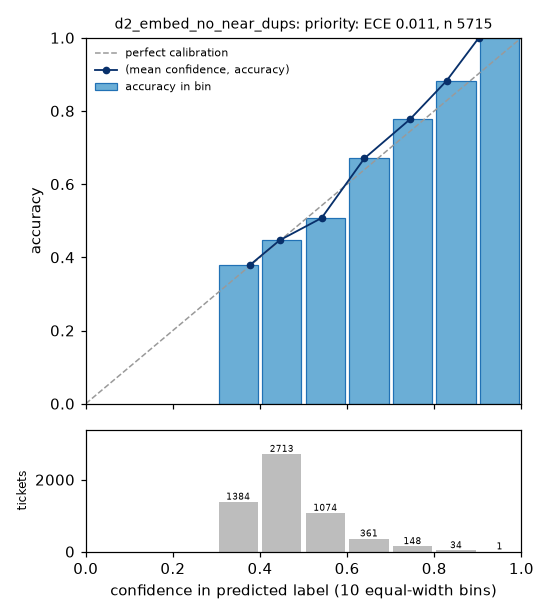 d2_embed_no_near_dups: priority: ECE 0.011, n 5715
perfect calibration
(mean confidence, accuracy)
accuracy in bin
1.0
0.8
0.6
0.4
0.2
0.0
accuracy
1384 2713 1074 361 148 34 1
2000
0
tickets
0.0 0.2 0.4 0.6 0.8 1.0
confidence in predicted label (10 equal-width bins)